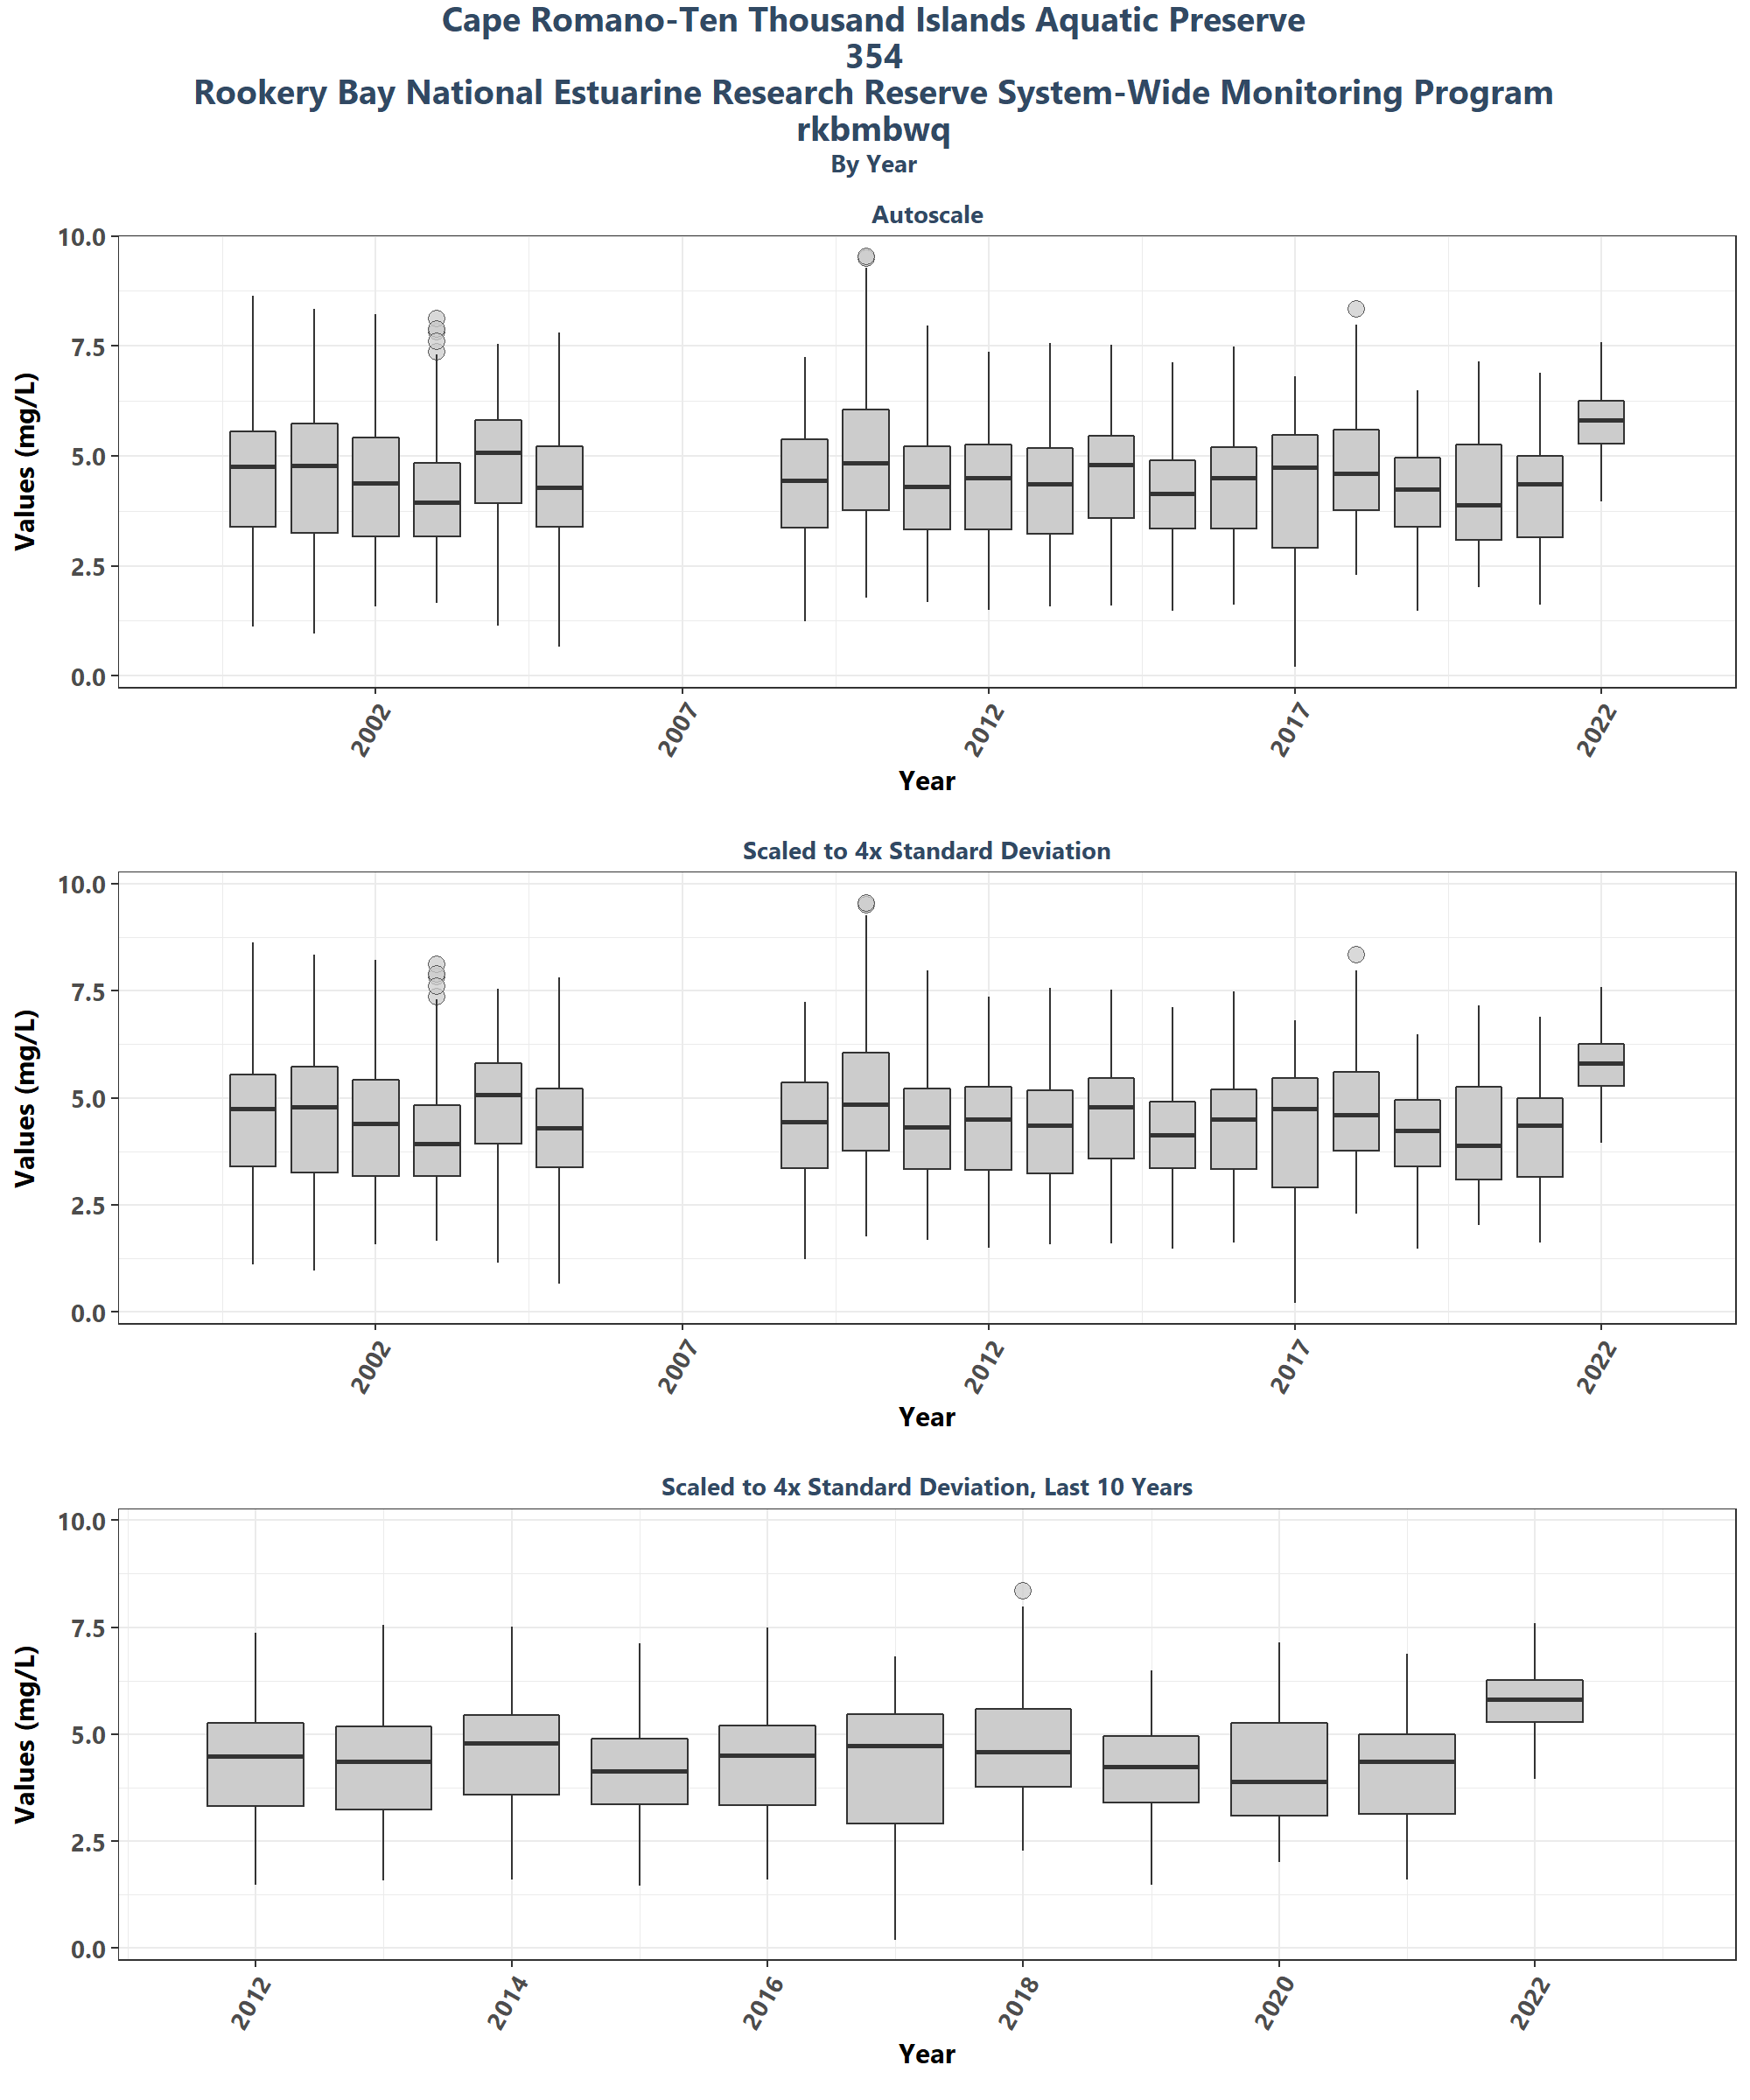 Cape Romano-Ten Thousand Islands Aquatic Preserve
354
Rookery Bay National Estuarine Research Reserve System-Wide Monitoring Program
rkbmbwq
By Year
Autoscale
Values (mg/L)
10.0
7.5
5.0
2.5
0.0
2002
2007
2012
2017
2022
Year
Scaled to 4x Standard Deviation
Values (mg/L)
10.0
7.5
5.0
2.5
0.0
2002
2007
2012
2017
2022
Year
Scaled to 4x Standard Deviation, Last 10 Years
Values (mg/L)
10.0
7.5
5.0
2.5
0.0
2012
2014
2016
2018
2020
2022
Year